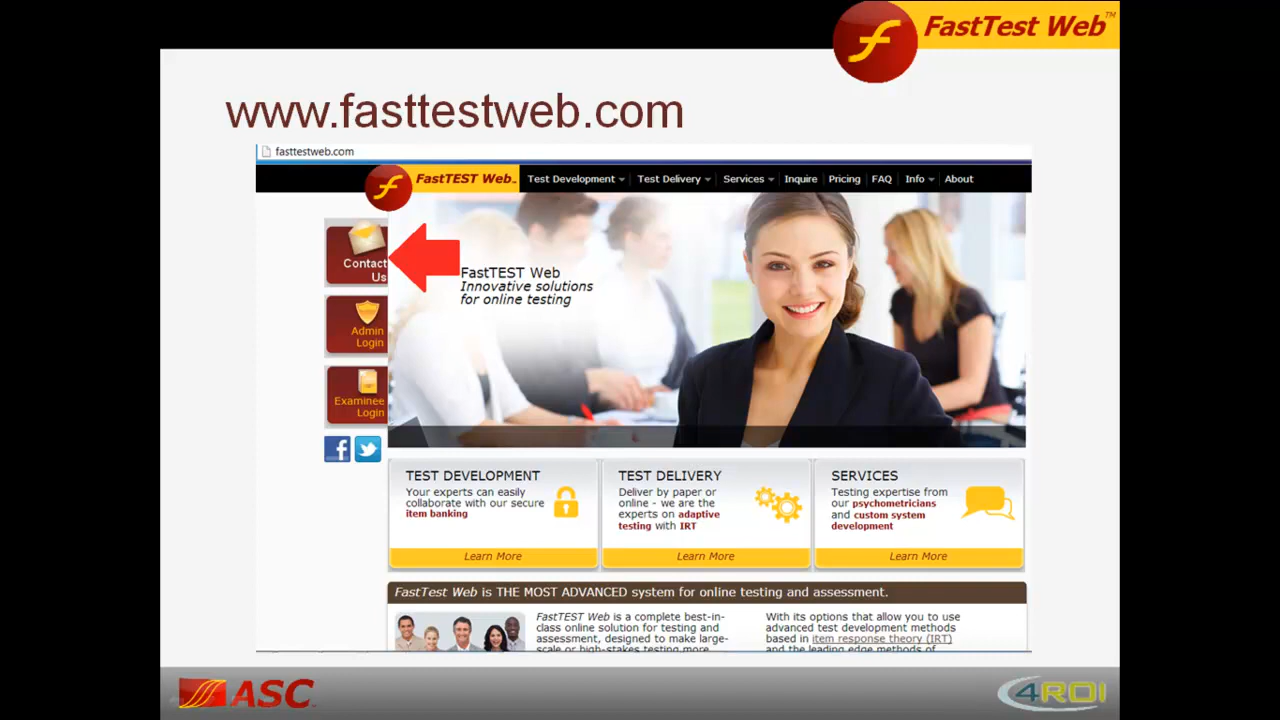 FastTest Web™
www.fasttestweb.com
fasttestweb.com
FastTEST Web™
Test Development
Test Delivery
Services
Inquire
Pricing
FAQ
Info
About
Contact
Us
Admin
Login
Examinee
Login
FastTEST Web
Innovative solutions
for online testing
TEST DEVELOPMENT
Your experts can easily
collaborate with our secure
item banking
Learn More
TEST DELIVERY
Deliver by paper or
online - we are the
experts on adaptive
testing with IRT
Learn More
SERVICES
Testing expertise from
our psychometricians
and custom system
development
Learn More
FastTest Web is THE MOST ADVANCED system for online testing and assessment.
FastTEST Web is a complete best-in-
class online solution for testing and
assessment, designed to make large-
scale or high-stakes testing more
With its options that allow you to use
advanced test development methods
based in item response theory (IRT)
and the leading edge methods of
ASC
4ROI